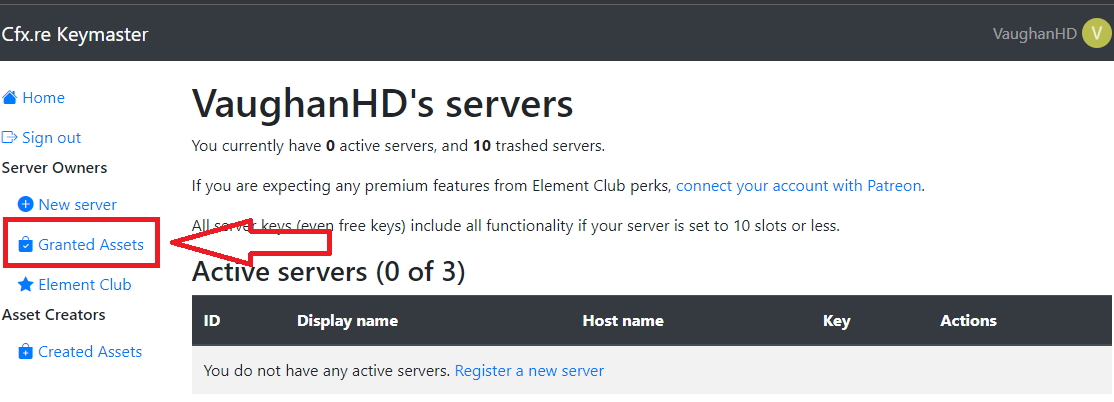 Cfx.re Keymaster
VaughanHD V
Home
Sign out
Server Owners
New server
Granted Assets
Element Club
Asset Creators
Created Assets
VaughanHD's servers
You currently have 0 active servers, and 10 trashed servers.
If you are expecting any premium features from Element Club perks, connect your account with Patreon.
All server keys (even free keys) include all functionality if your server is set to 10 slots or less.
Active servers (0 of 3)
ID Display name Host name Key Actions
You do not have any active servers. Register a new server